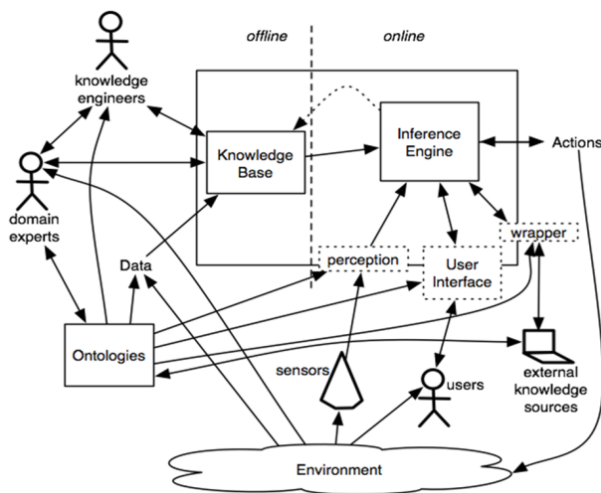 offline
online
knowledge
engineers
Knowledge
Base
Inference
Engine
Actions
domain
experts
Data
perception
User
Interface
wrapper
Ontologies
sensors
users
external
knowledge
sources
Environment